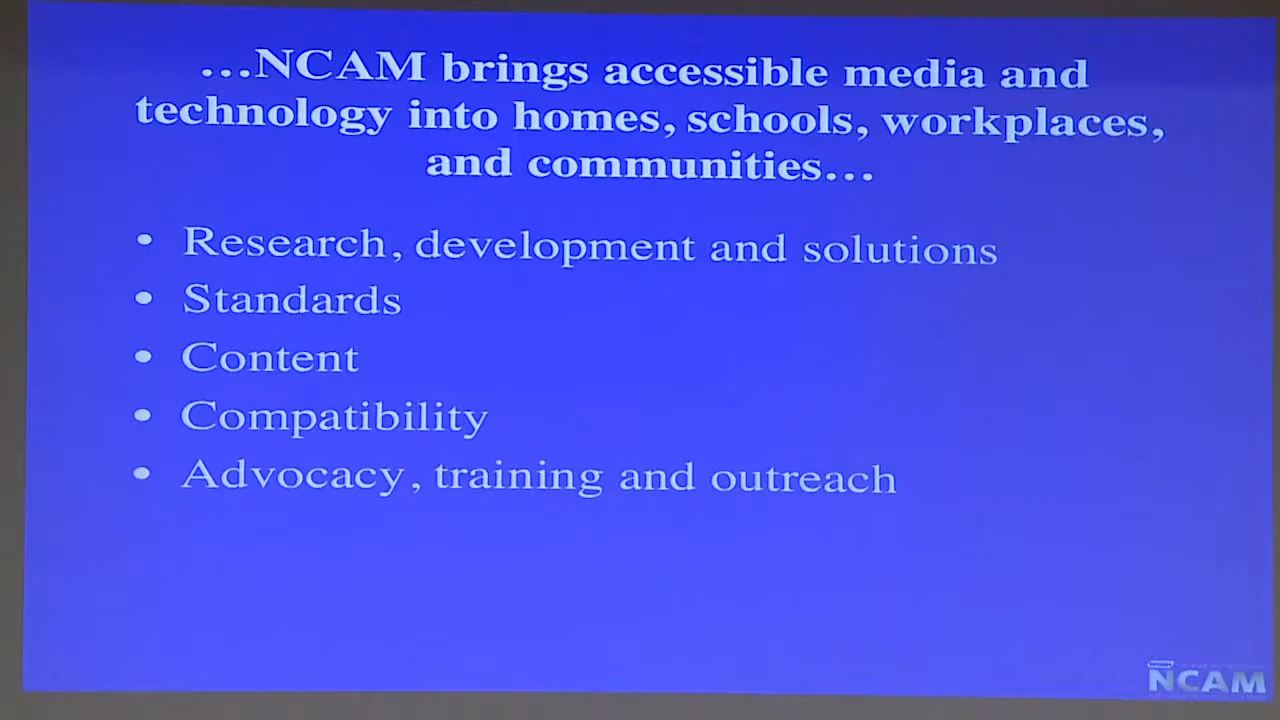 …NCAM brings accessible media and
technology into homes, schools, workplaces,
and communities…
• Research, development and solutions
• Standards
• Content
• Compatibility
• Advocacy, training and outreach
NCAM